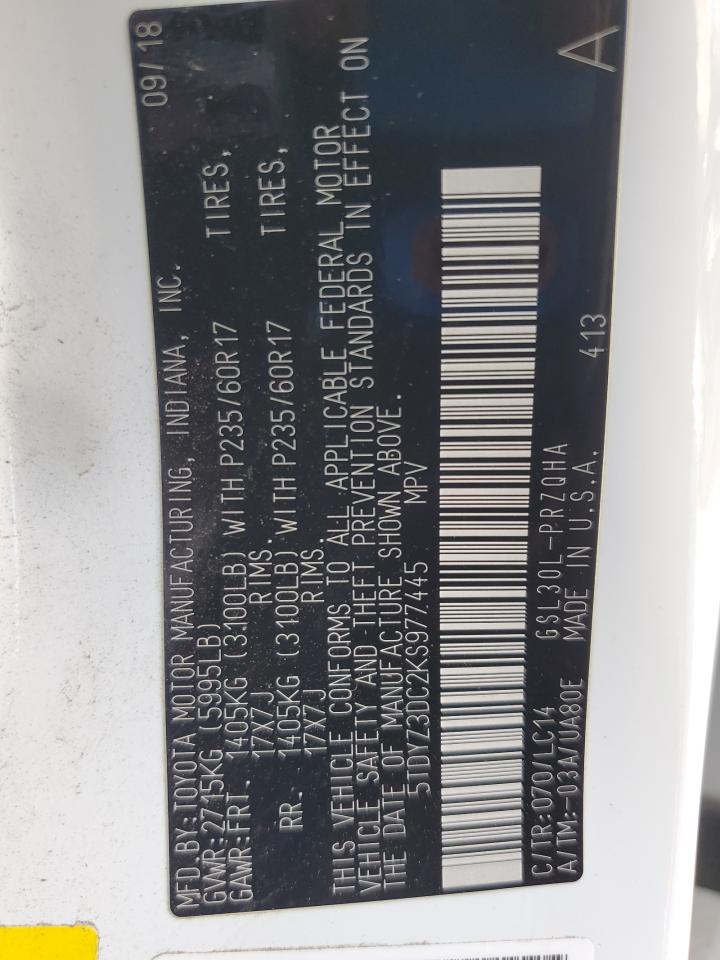 MFD.BY:TOYOTA MOTOR MANUFACTURING, INDIANA, INC. 09/18
GVWR:2715KG (5995LB)
GAWR:FRT. 1405KG (3100LB) WITH P235/60R17 TIRES,
17X7J RIMS.
RR. 1405KG (3100LB) WITH P235/60R17 TIRES,
17X7J RIMS.
THIS VEHICLE CONFORMS TO ALL APPLICABLE FEDERAL MOTOR
VEHICLE SAFETY AND THEFT PREVENTION STANDARDS IN EFFECT ON
THE DATE OF MANUFACTURE SHOWN ABOVE.
5TDYZ3DC2KS977445 MPV
C/TR:070/LC14 GSL30L-PRZQHA 413 A
A/TM:-03A/UA80E MADE IN U.S.A.